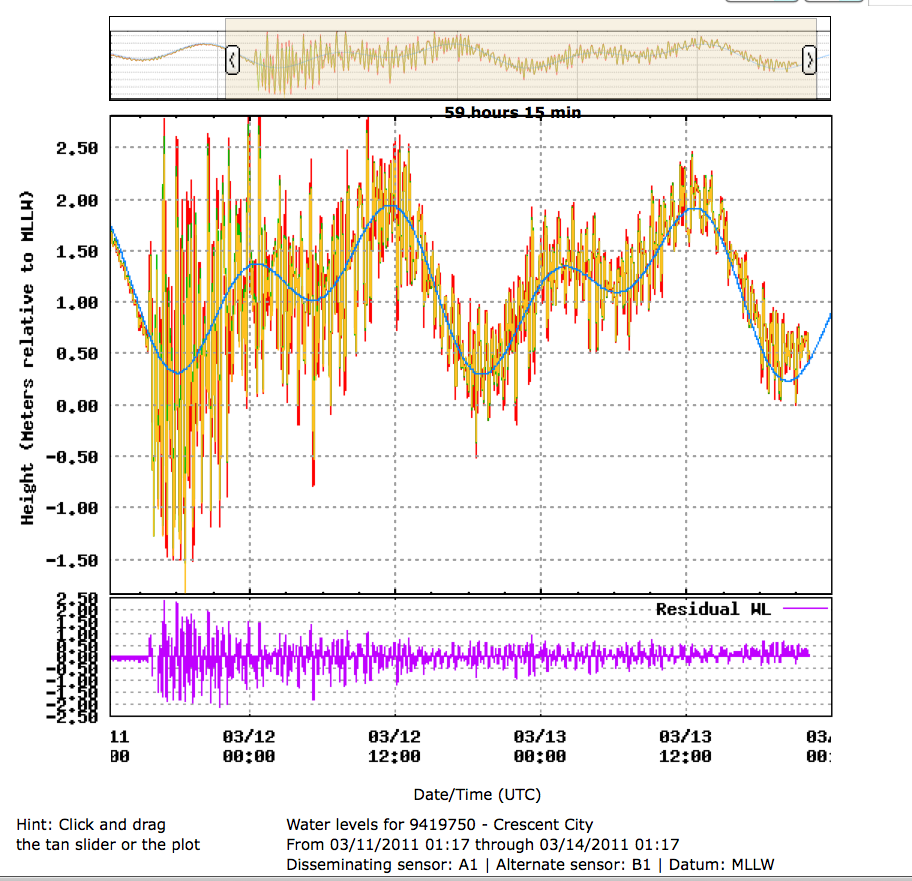 59 hours 15 min
Height (Meters relative to MLLW)
2.50
2.00
1.50
1.00
0.50
0.00
-0.50
-1.00
-1.50
2.50
2.00
1.50
1.00
0.50
0.00
-0.50
-1.00
-1.50
-2.00
-2.50
Residual WL
11 03/12 03/12 03/13 03/13 03/
00 00:00 12:00 00:00 12:00 00:
Date/Time (UTC)
Hint: Click and drag
the tan slider or the plot
Water levels for 9419750 - Crescent City
From 03/11/2011 01:17 through 03/14/2011 01:17
Disseminating sensor: A1 | Alternate sensor: B1 | Datum: MLLW